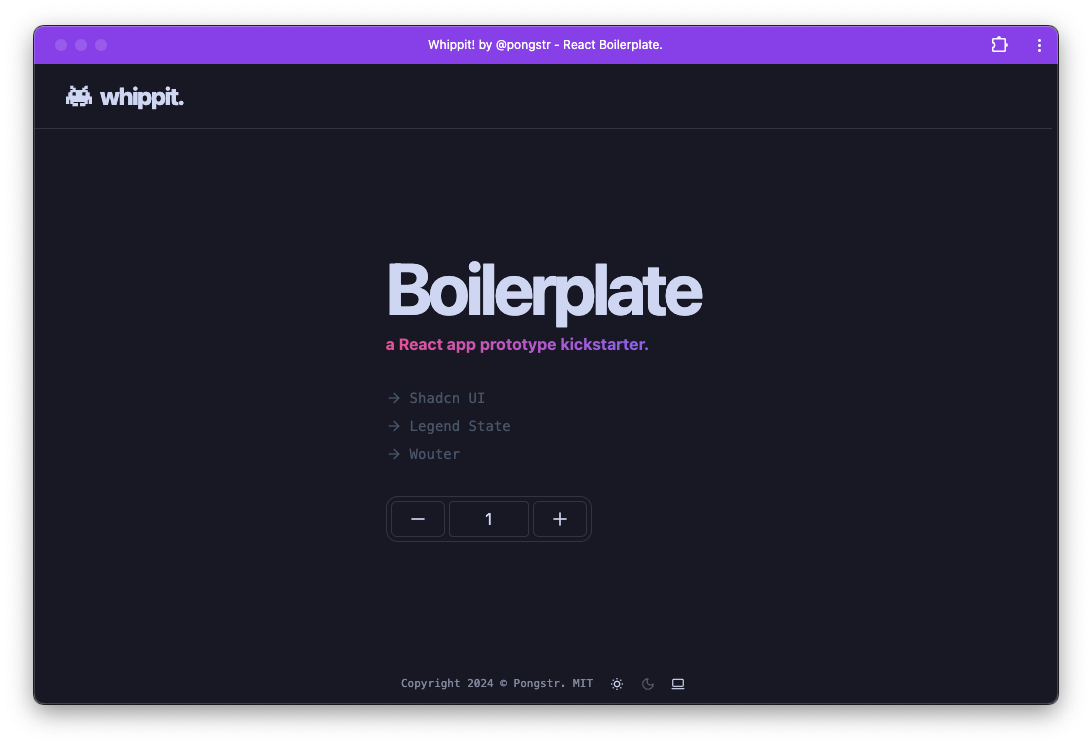 Whippit! by @pongstr - React Boilerplate.
whippit.
Boilerplate
a React app prototype kickstarter.
→ Shadcn UI
→ Legend State
→ Wouter
− 1 +
Copyright 2024 © Pongstr. MIT